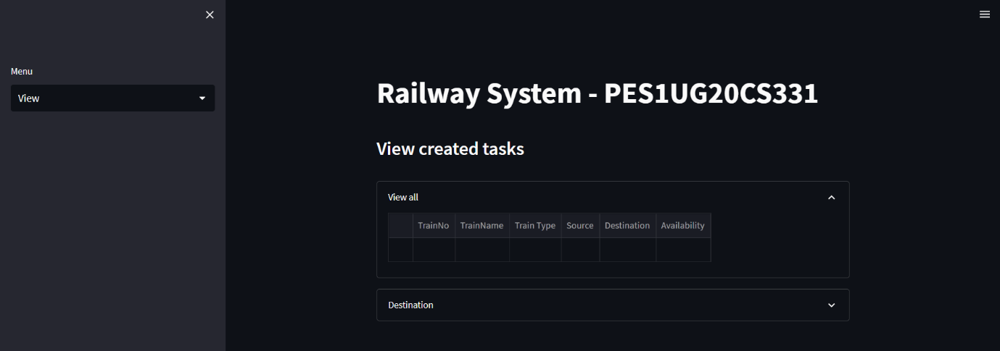 Menu
View
Railway System - PES1UG20CS331
View created tasks
View all
TrainNo TrainName Train Type Source Destination Availability
Destination